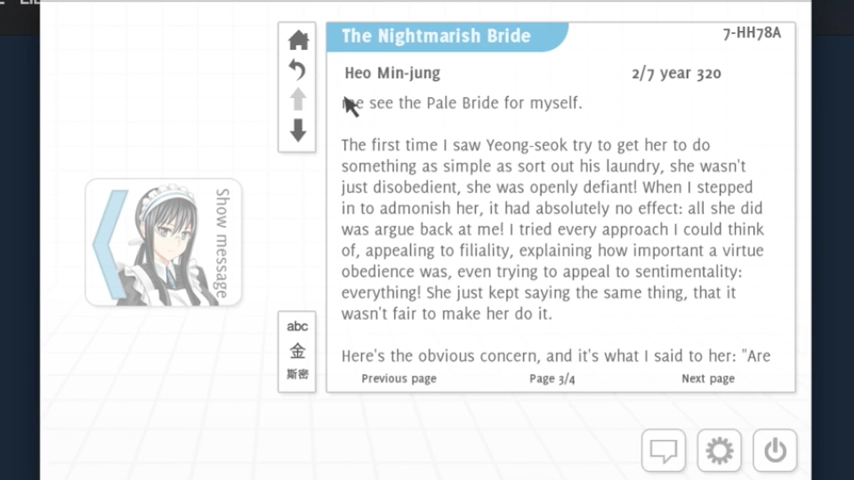 The Nightmarish Bride
7-HH78A
Heo Min-jung
2/7 year 320
me see the Pale Bride for myself.
The first time I saw Yeong-seok try to get her to do
something as simple as sort out his laundry, she wasn't
just disobedient, she was openly defiant! When I stepped
in to admonish her, it had absolutely no effect: all she did
was argue back at me! I tried every approach I could think
of, appealing to filiality, explaining how important a virtue
obedience was, even trying to appeal to sentimentality:
everything! She just kept saying the same thing, that it
wasn't fair to make her do it.
Here's the obvious concern, and it's what I said to her: "Are
Previous page
Page 3/4
Next page
Show message
abc
金
斯密